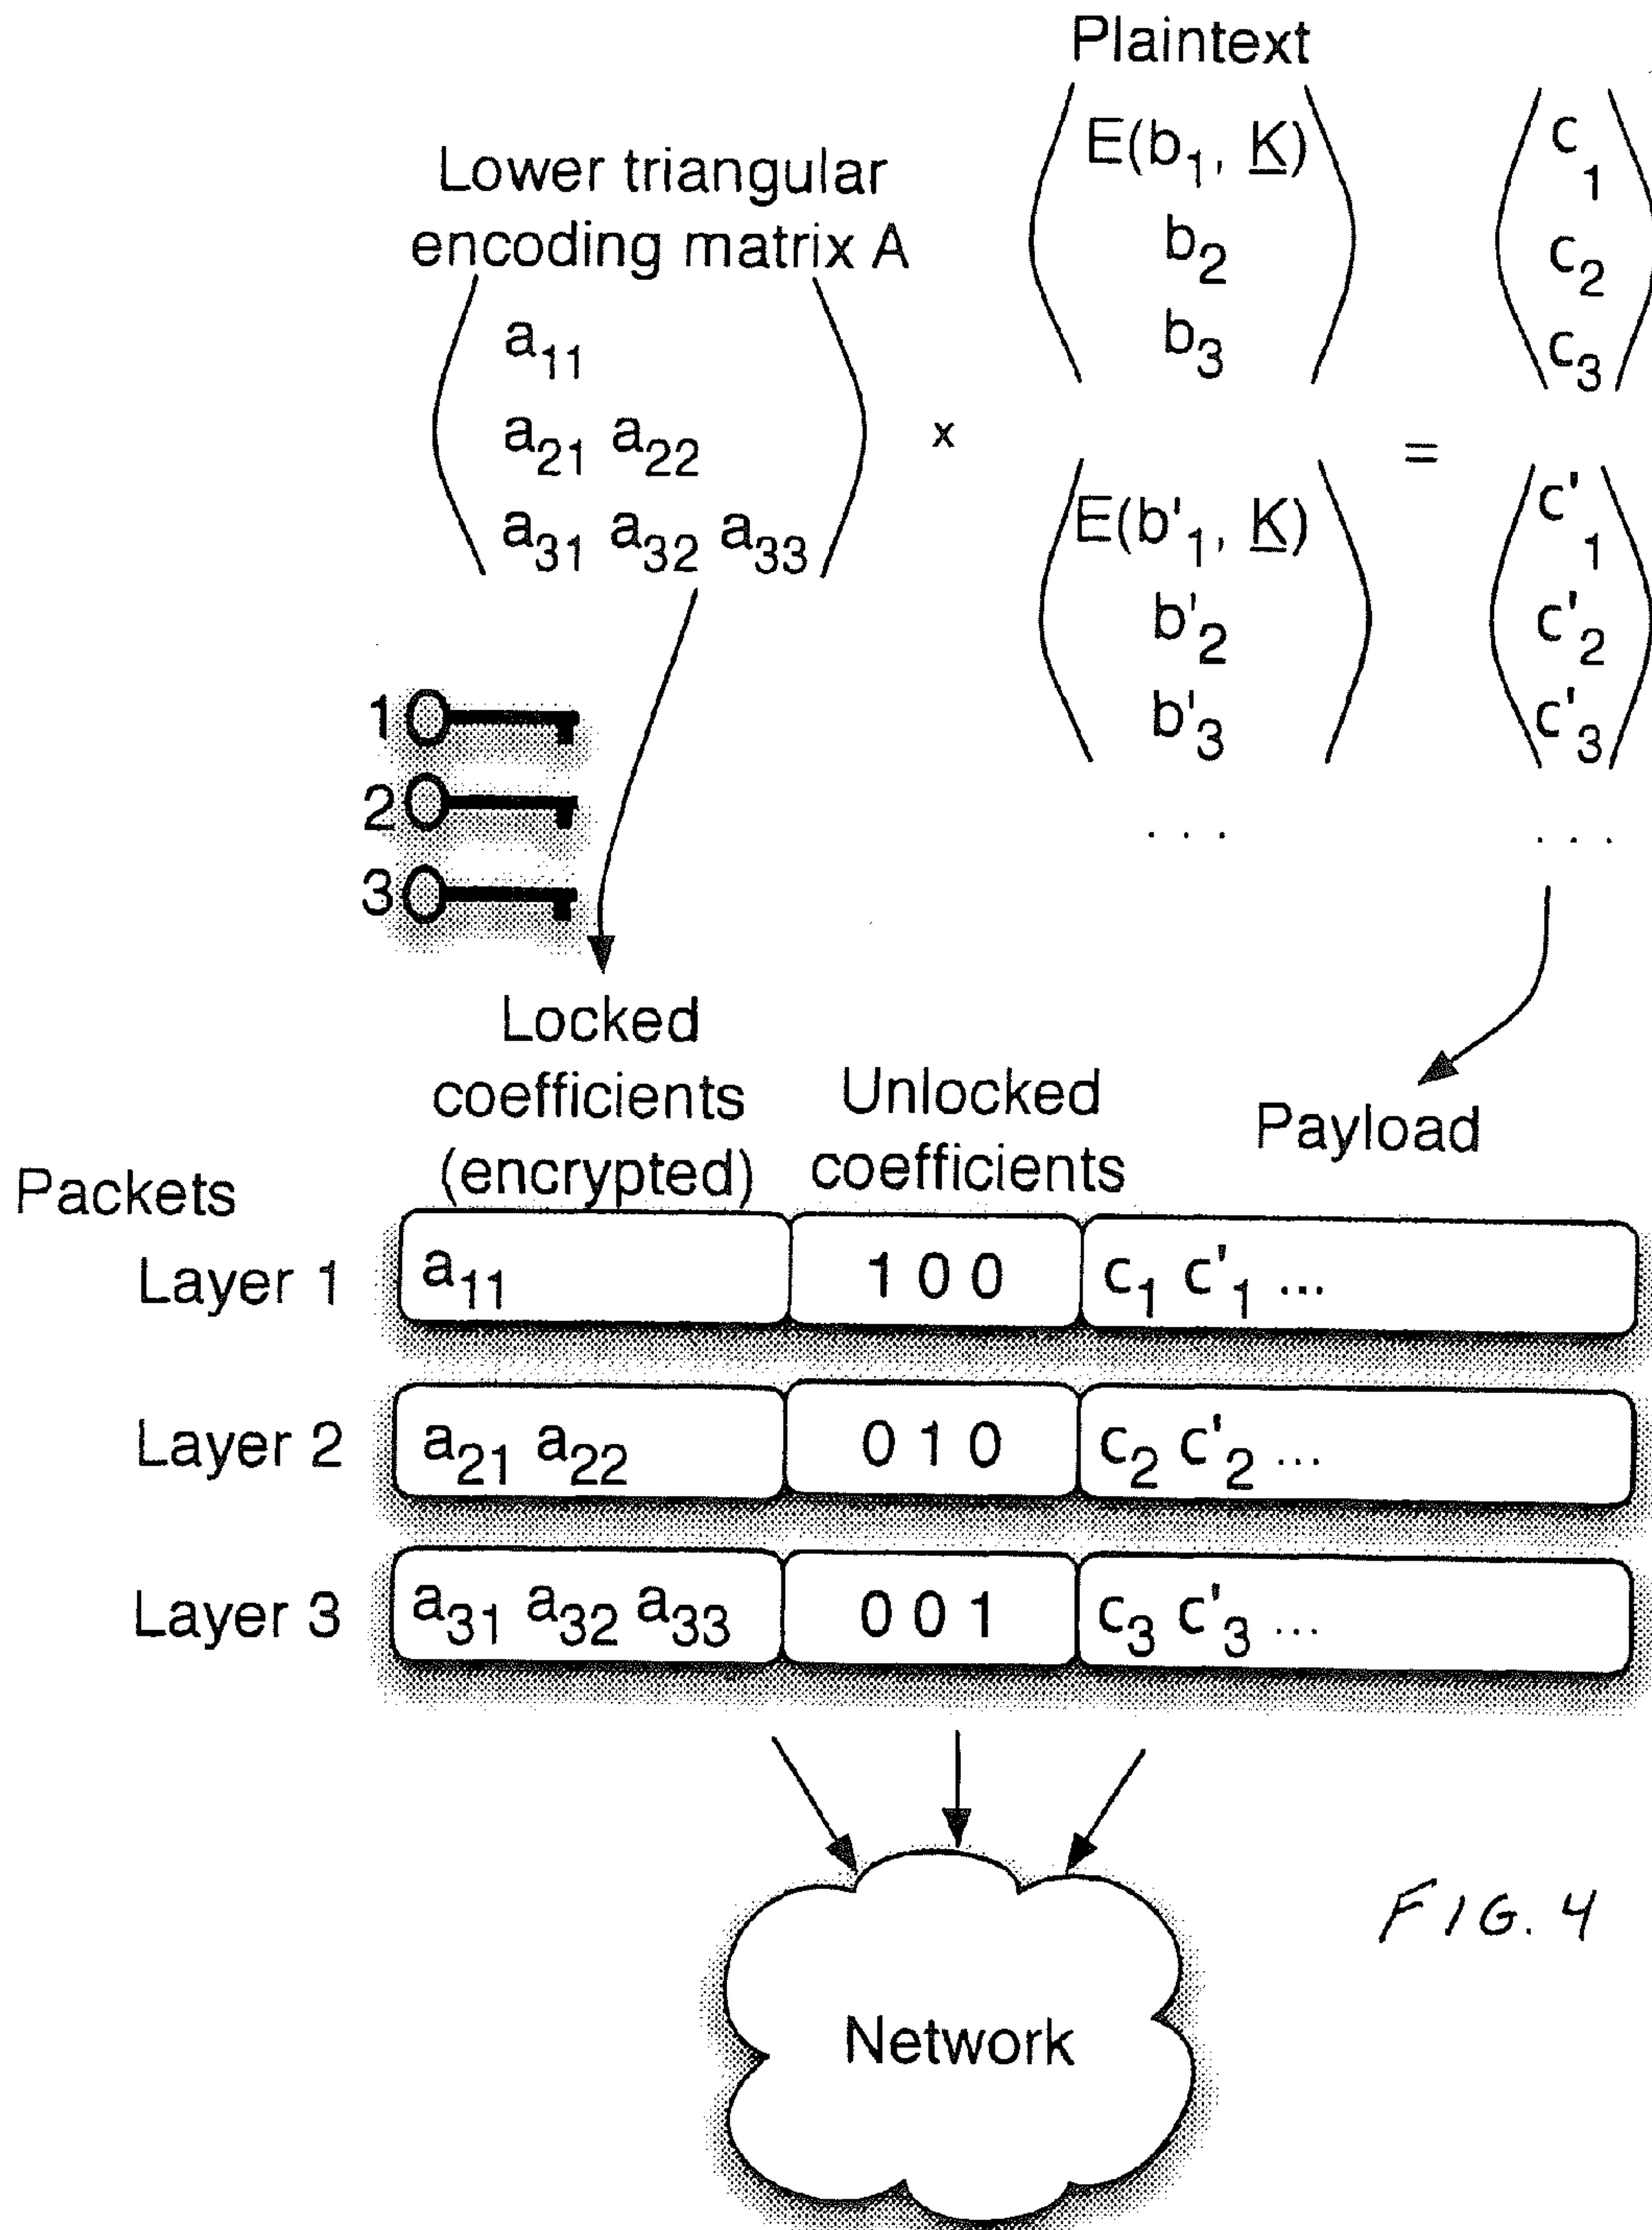 Plaintext
Lower triangular
encoding matrix A
a11
a21 a22
a31 a32 a33
x
E(b1, K)
b2
b3
E(b'1, K)
b'2
b'3
. . .
=
c1
c2
c3
c'1
c'2
c'3
. . .
1
2
3
Locked
coefficients
(encrypted)
Unlocked
coefficients
Payload
Packets
Layer 1 a11 1 0 0 c1 c'1 ...
Layer 2 a21 a22 0 1 0 c2 c'2 ...
Layer 3 a31 a32 a33 0 0 1 c3 c'3 ...
FIG. 4
Network